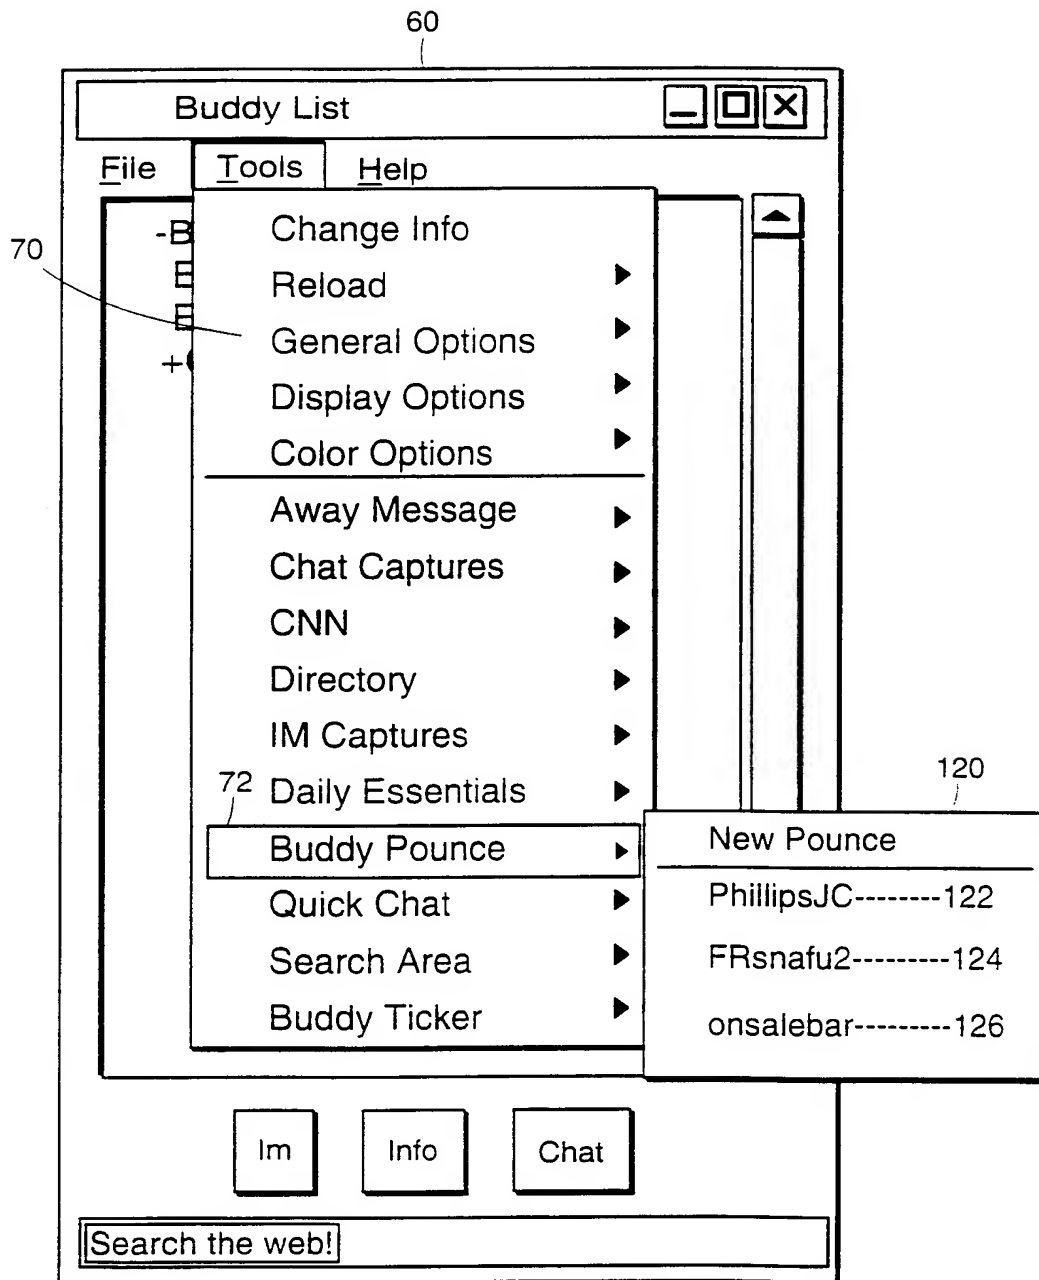 60
Buddy List
File Tools Help
-B
Change Info
70
Reload
General Options
Display Options
Color Options
Away Message
Chat Captures
CNN
Directory
IM Captures
72
Daily Essentials
120
Buddy Pounce
New Pounce
PhillipsJC--------122
FRsnafu2---------124
onsalebar---------126
Quick Chat
Search Area
Buddy Ticker
Im
Info
Chat
Search the web!